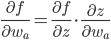 ∂f/∂w_a = ∂f/∂z · ∂z/∂w_a